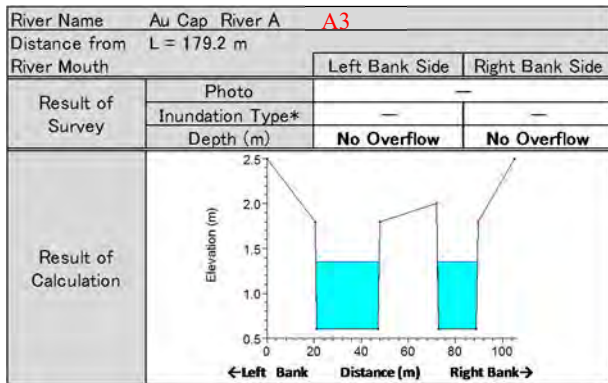 River Name Au Cap River A A3
Distance from L = 179.2 m
River Mouth Left Bank Side Right Bank Side
Result of Survey Photo —
Inundation Type* — —
Depth (m) No Overflow No Overflow
Result of Calculation
Elevation (m)
2.5
2.0
1.5
1.0
0.5
0 20 40 60 80 100
←Left Bank Distance (m) Right Bank→